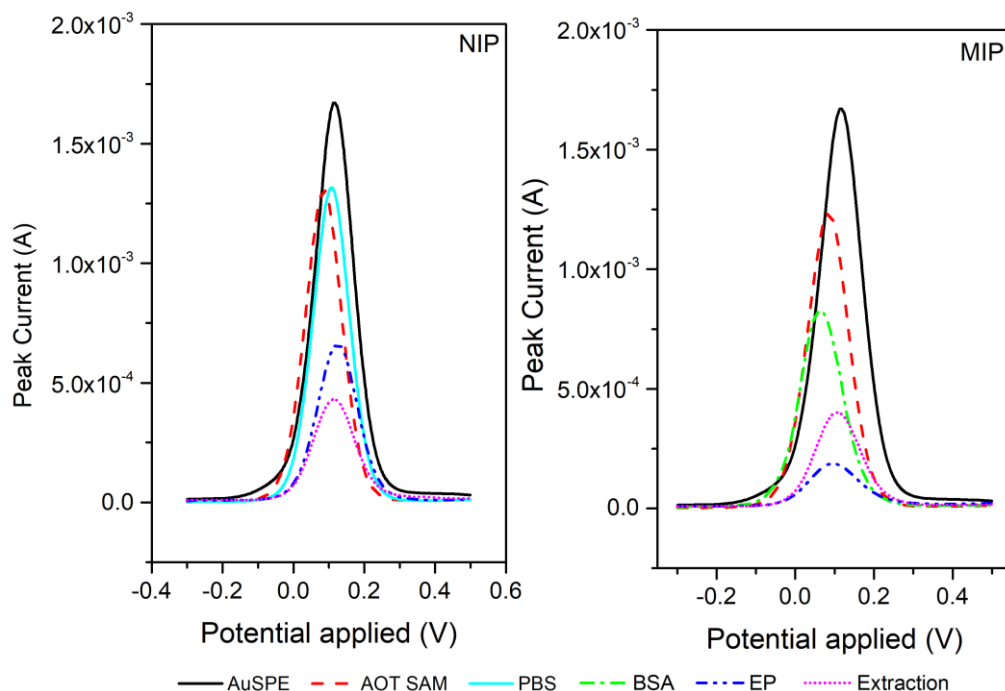 NIP
2.0x10⁻³
1.5x10⁻³
1.0x10⁻³
5.0x10⁻⁴
0.0
Peak Current (A)
-0.4 -0.2 0.0 0.2 0.4 0.6
Potential applied (V)
MIP
2.0x10⁻³
1.5x10⁻³
1.0x10⁻³
5.0x10⁻⁴
0.0
Peak Current (A)
-0.2 0.0 0.2 0.4
Potential applied (V)
AuSPE AOT SAM PBS BSA EP Extraction